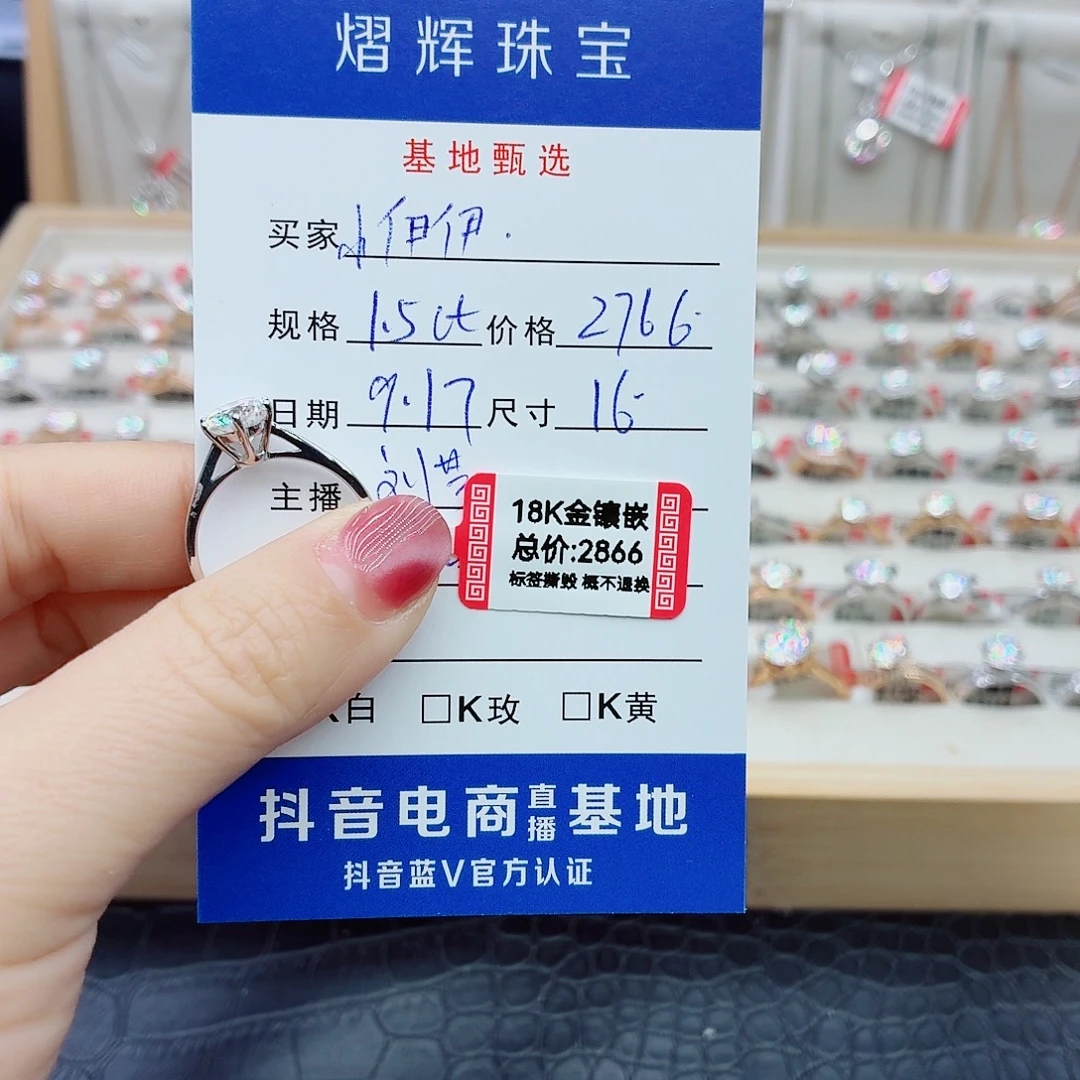 熠辉珠宝
基地甄选
买家 小伊伊.
规格 1.5ct 价格 2766
日期 9.17 尺寸 16
主播 刘
18K金镶嵌
总价:2866
标签撕毁 概不退换
K白 □K玫 □K黄
抖音电商直播基地
抖音蓝V官方认证